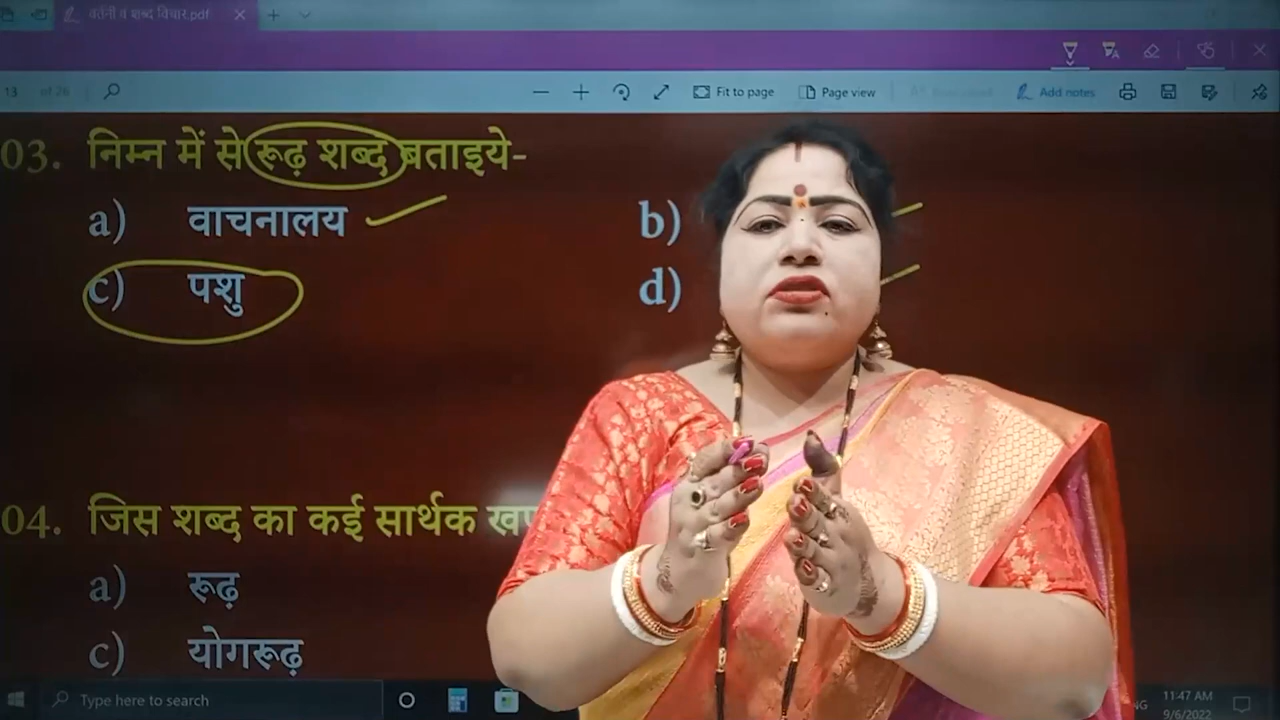 वर्तनी व शब्द विचार.pdf
13 of 26
Fit to page
Page view
Add notes
03. निम्न में से रूढ़ शब्द बताइये-
a) वाचनालय
b)
c) पशु
d)
04. जिस शब्द का कई सार्थक
a) रूढ़
c) योगरूढ़
Type here to search
11:47 AM
9/6/2022